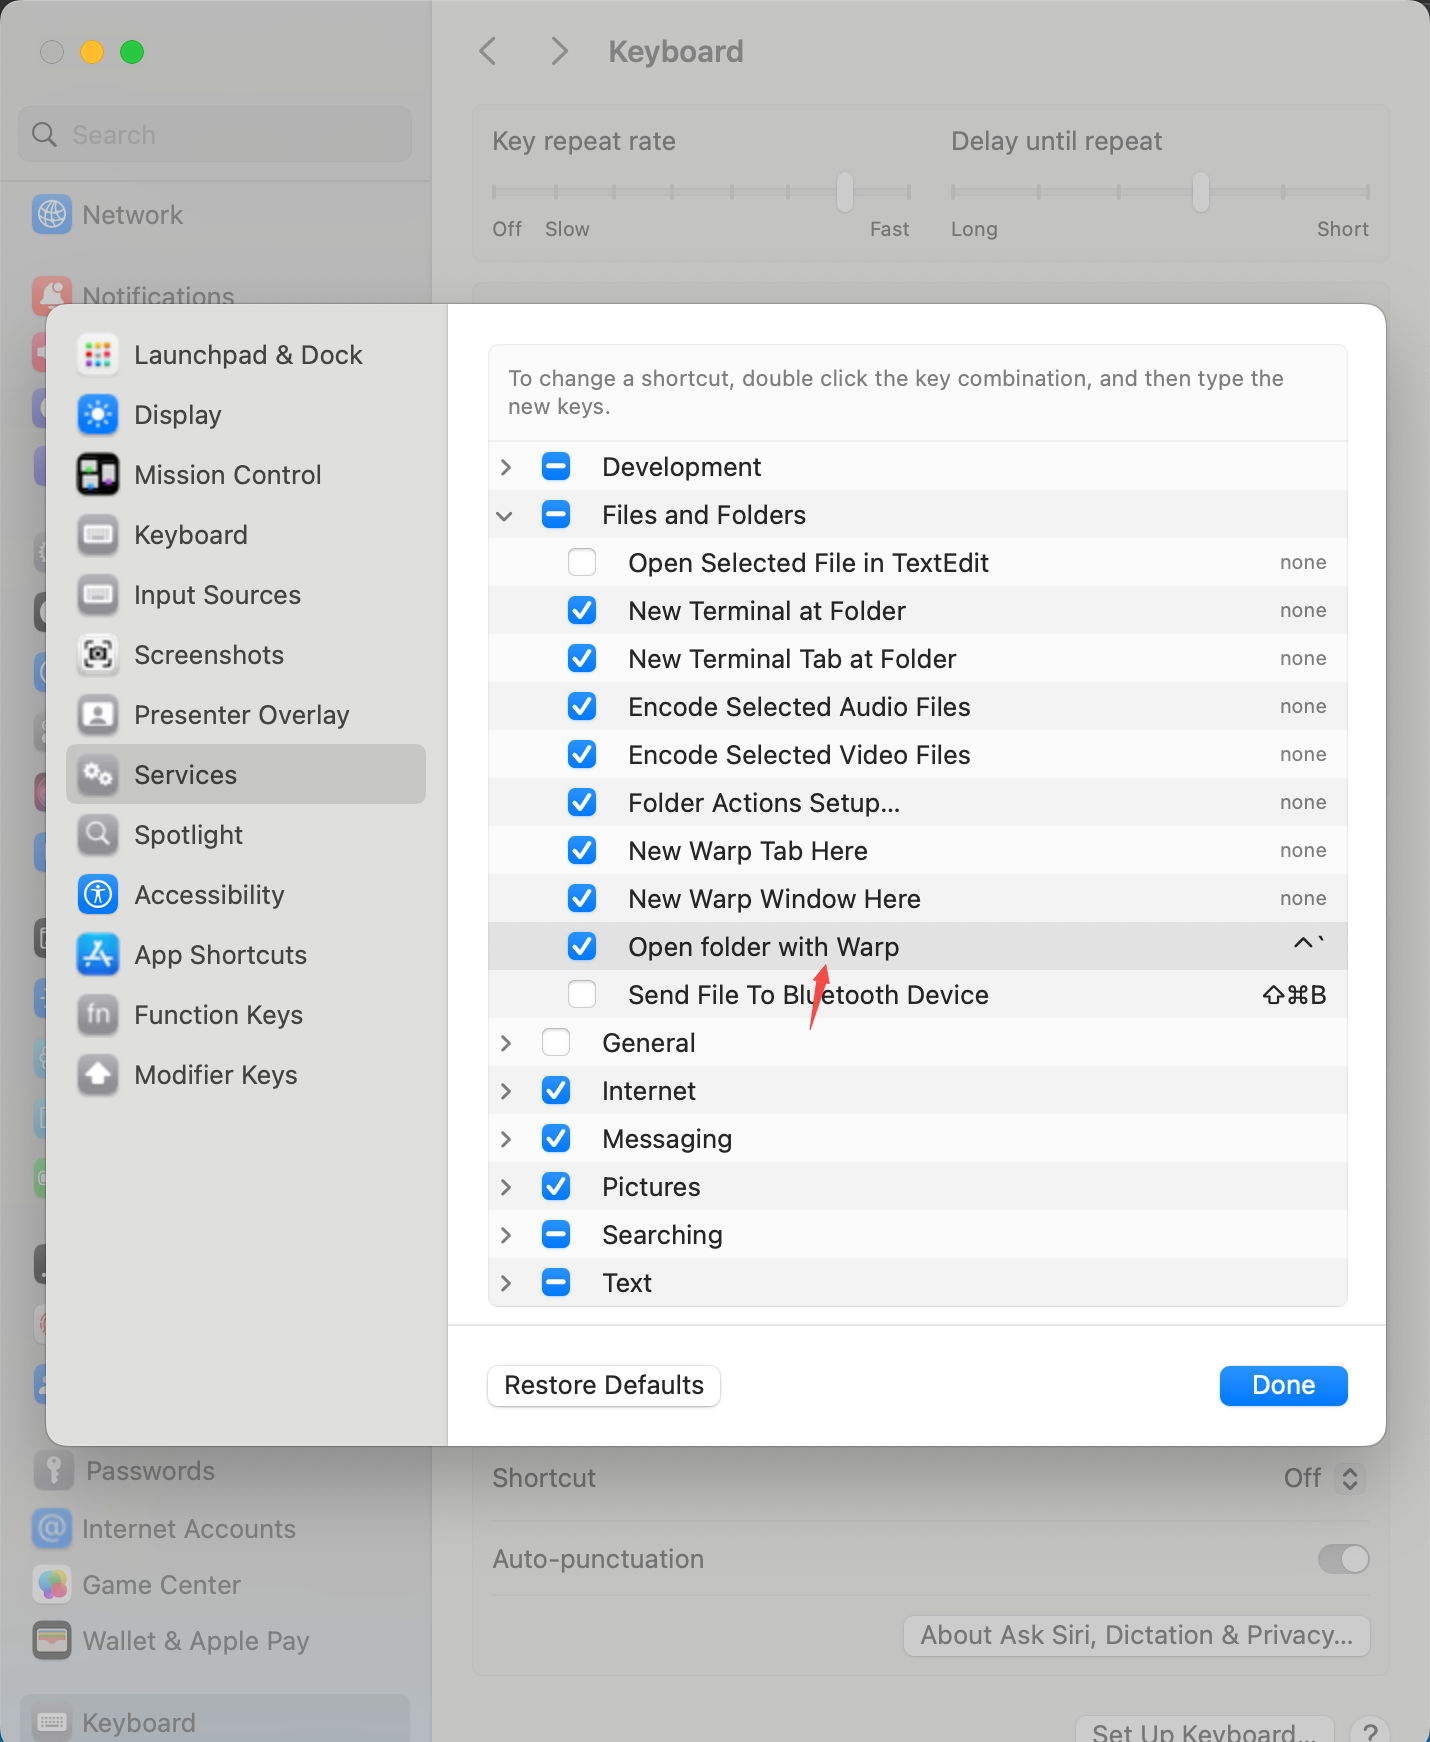 Keyboard
Search
Key repeat rate
Delay until repeat
Off Slow Fast
Long Short
Network
Notifications
Launchpad & Dock
Display
Mission Control
Keyboard
Input Sources
Screenshots
Presenter Overlay
Services
Spotlight
Accessibility
App Shortcuts
fn Function Keys
Modifier Keys
To change a shortcut, double click the key combination, and then type the
new keys.
Development
Files and Folders
Open Selected File in TextEdit none
New Terminal at Folder none
New Terminal Tab at Folder none
Encode Selected Audio Files none
Encode Selected Video Files none
Folder Actions Setup... none
New Warp Tab Here none
New Warp Window Here none
Open folder with Warp ^`
Send File To Bluetooth Device ⇧⌘B
General
Internet
Messaging
Pictures
Searching
Text
Restore Defaults
Done
Passwords
Internet Accounts
Game Center
Wallet & Apple Pay
Keyboard
Shortcut Off
Auto-punctuation
About Ask Siri, Dictation & Privacy...
Set Up Keyboard... ?